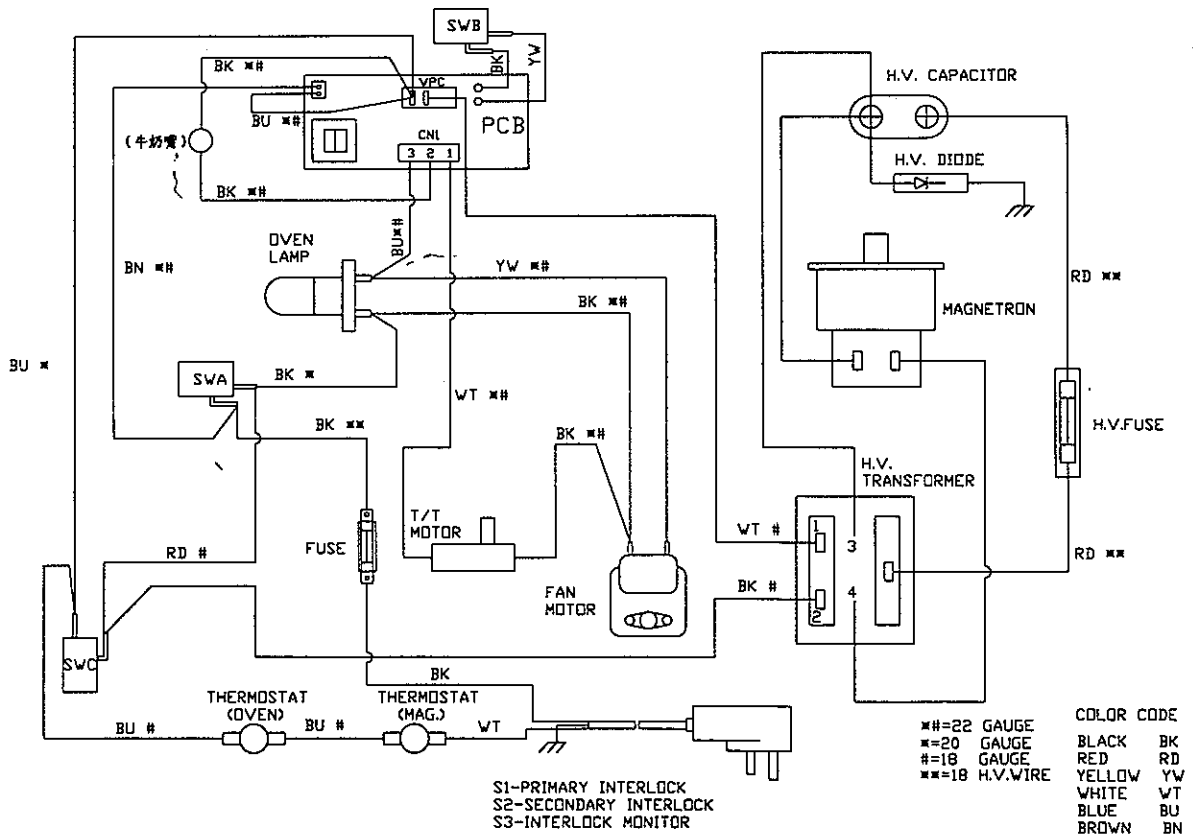 SWB
BK
YW
BK *#
VPC
BU *#
PCB
(牛奶嘴)
CN1
3 2 1
BK *#
H.V. CAPACITOR
H.V. DIODE
OVEN
LAMP
BU*#
BN *#
YW *#
BK *#
RD **
MAGNETRON
BU *
SWA
BK *
WT *#
BK **
BK *#
H.V.FUSE
H.V.
TRANSFORMER
T/T
MOTOR
FUSE
RD #
WT #
1
3
RD **
FAN
MOTOR
BK #
4
2
SWC
BK
THERMOSTAT
(OVEN)
THERMOSTAT
(MAG.)
BU #
BU #
WT
*#=22 GAUGE
*=20 GAUGE
#=18 GAUGE
**=18 H.V.WIRE
COLOR CODE
BLACK BK
RED RD
YELLOW YW
WHITE WT
BLUE BU
BROWN BN
S1-PRIMARY INTERLOCK
S2-SECONDARY INTERLOCK
S3-INTERLOCK MONITOR